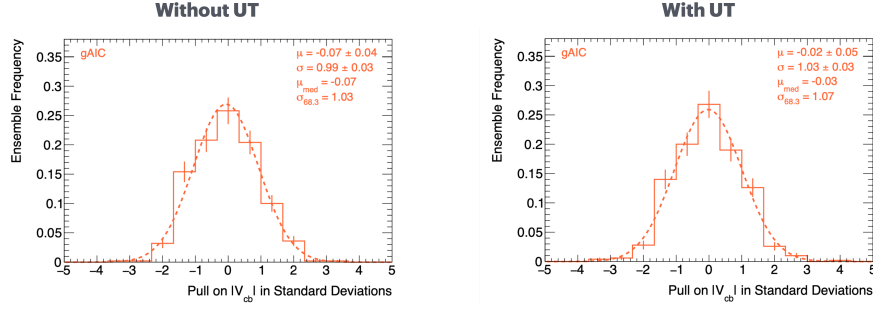 Without UT
gAIC
μ = -0.07 ± 0.04
σ = 0.99 ± 0.03
μmed = -0.07
σ68.3 = 1.03
Ensemble Frequency
0.35
0.3
0.25
0.2
0.15
0.1
0.05
0
−5 −4 −3 −2 −1 0 1 2 3 4 5
Pull on |Vcb| in Standard Deviations
With UT
gAIC
μ = -0.02 ± 0.05
σ = 1.03 ± 0.03
μmed = -0.03
σ68.3 = 1.07
Ensemble Frequency
0.35
0.3
0.25
0.2
0.15
0.1
0.05
0
−5 −4 −3 −2 −1 0 1 2 3 4 5
Pull on |Vcb| in Standard Deviations